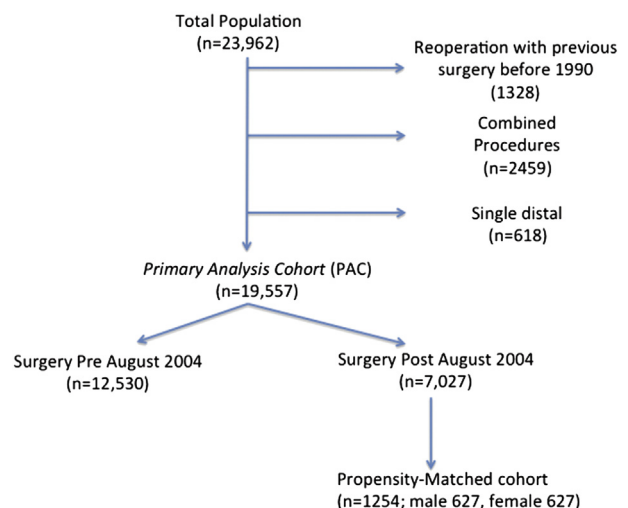 Total Population
(n=23,962)
Reoperation with previous
surgery before 1990
(1328)
Combined
Procedures
(n=2459)
Single distal
(n=618)
Primary Analysis Cohort (PAC)
(n=19,557)
Surgery Pre August 2004
(n=12,530)
Surgery Post August 2004
(n=7,027)
Propensity-Matched cohort
(n=1254; male 627, female 627)